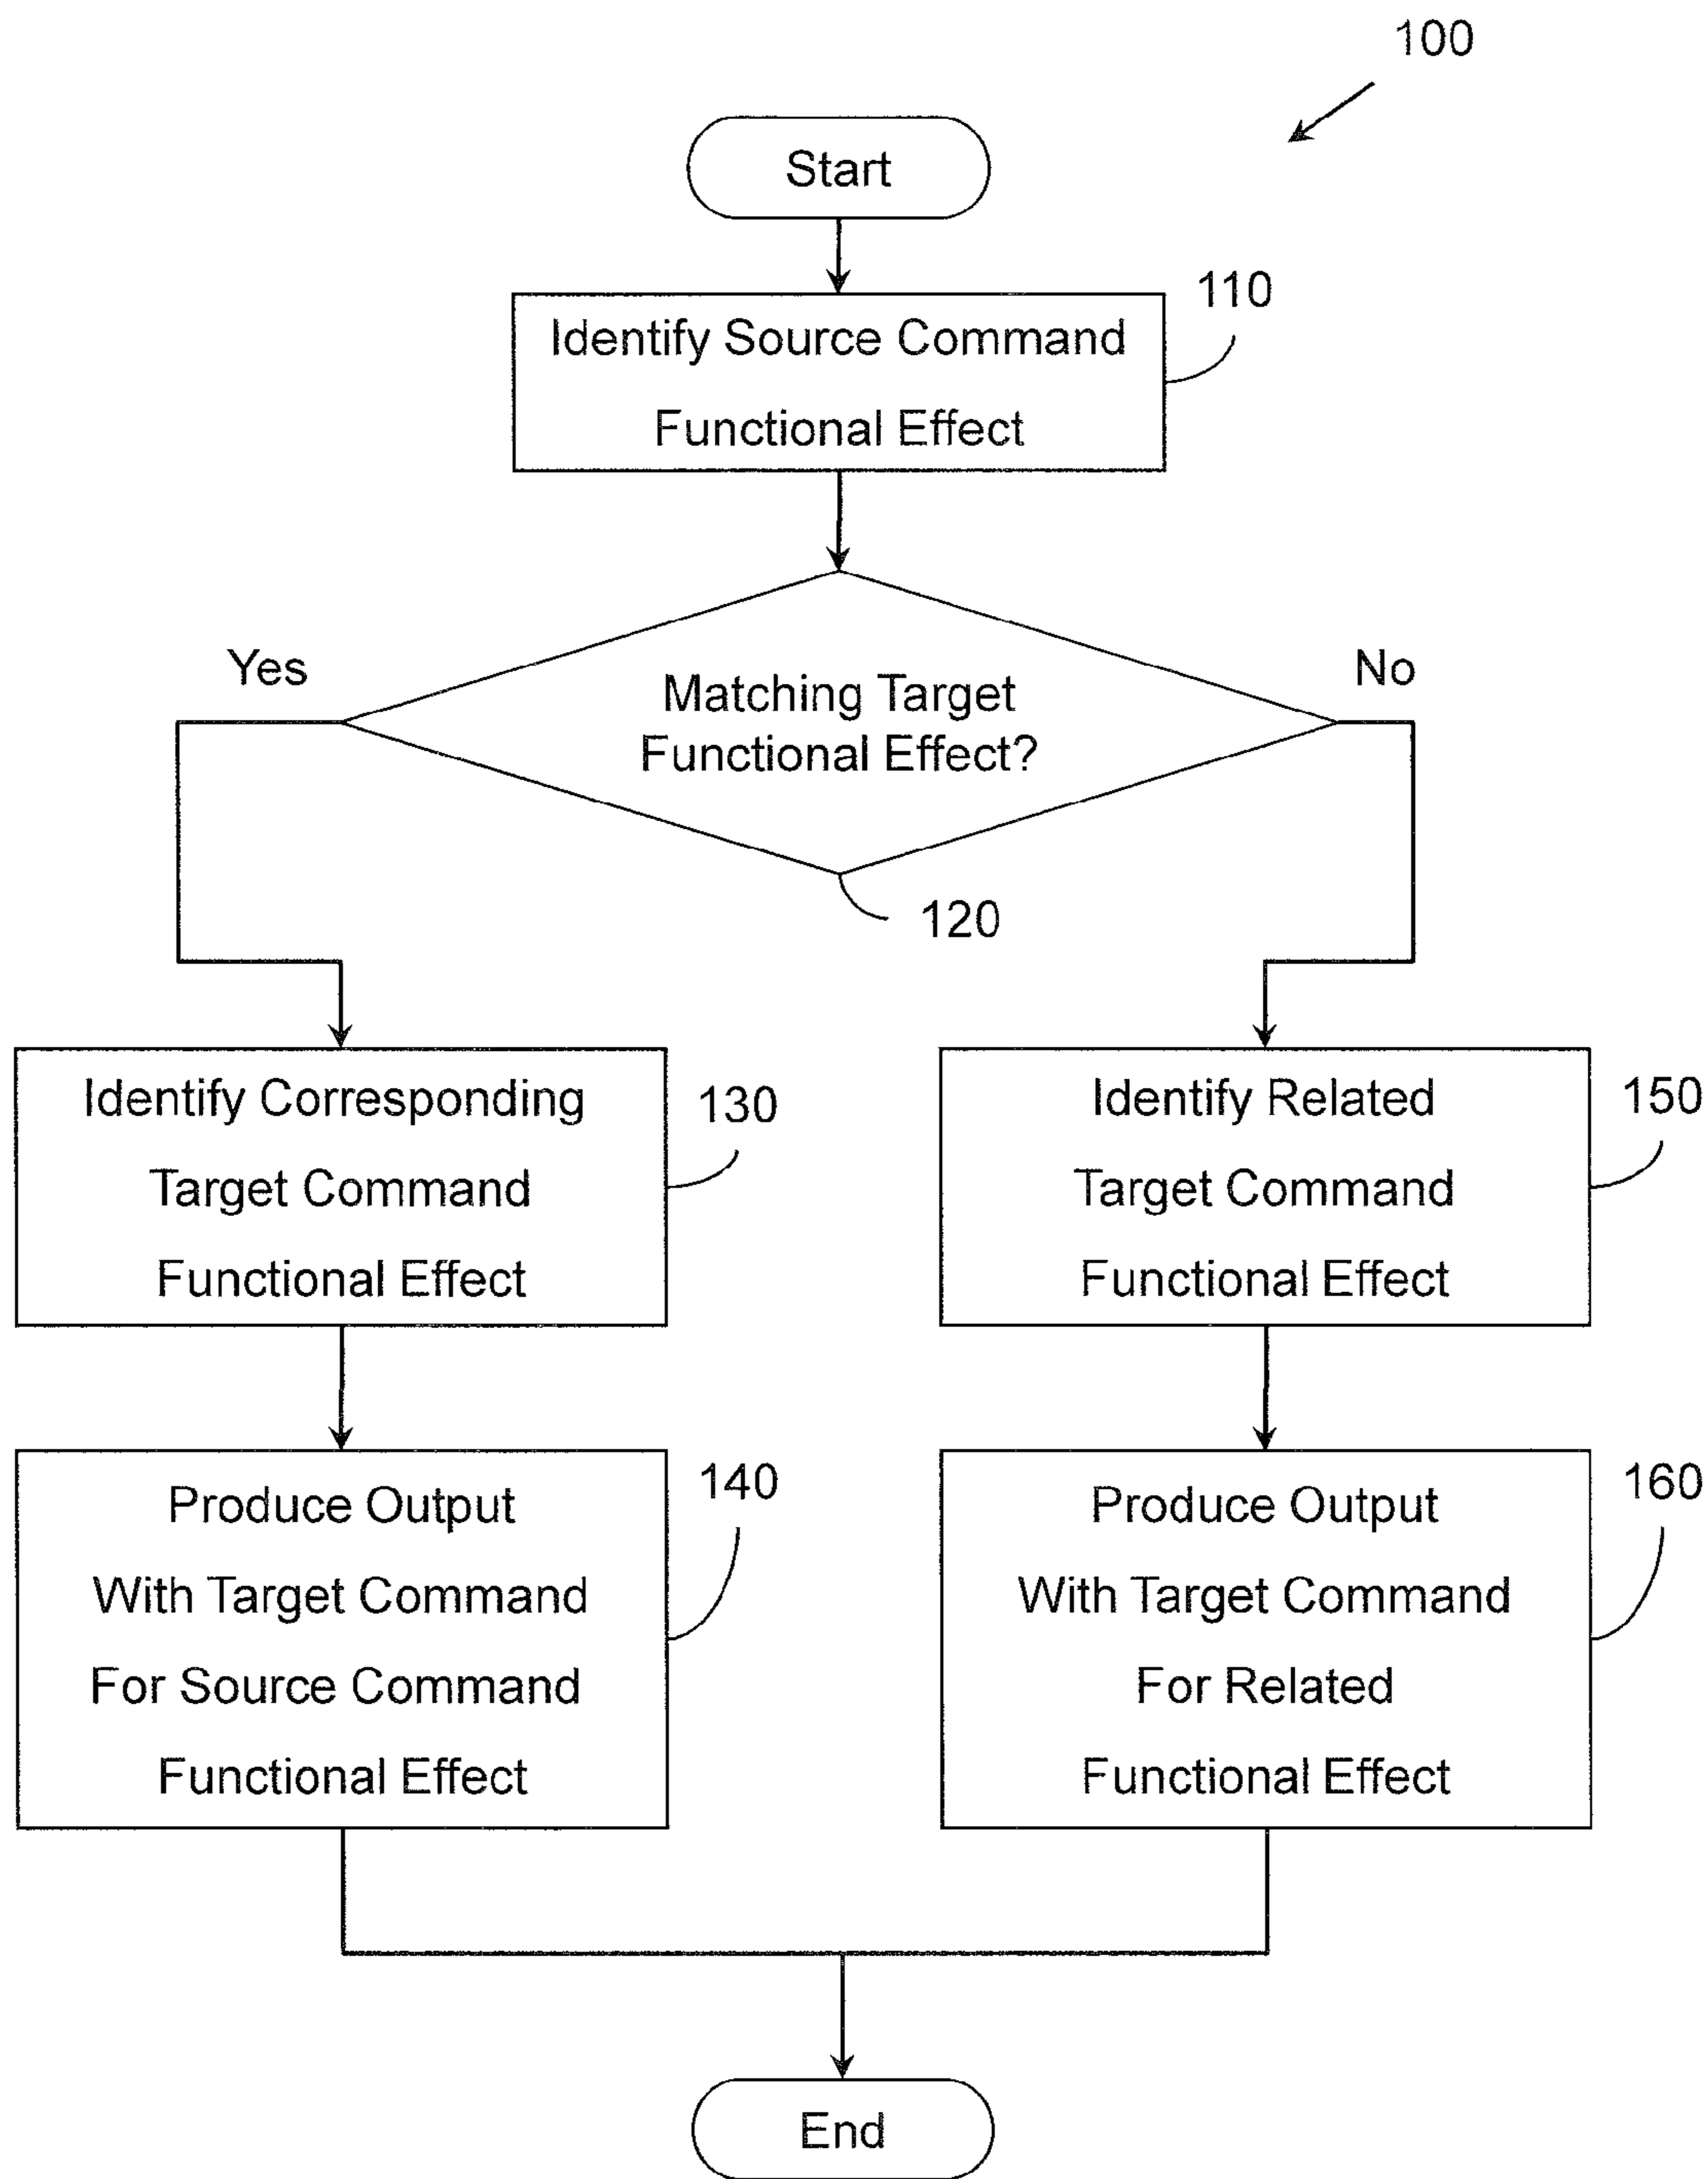 100
Start
110
Identify Source Command
Functional Effect
Yes
No
Matching Target
Functional Effect?
120
Identify Corresponding
Target Command
Functional Effect
130
Identify Related
Target Command
Functional Effect
150
Produce Output
With Target Command
For Source Command
Functional Effect
140
Produce Output
With Target Command
For Related
Functional Effect
160
End